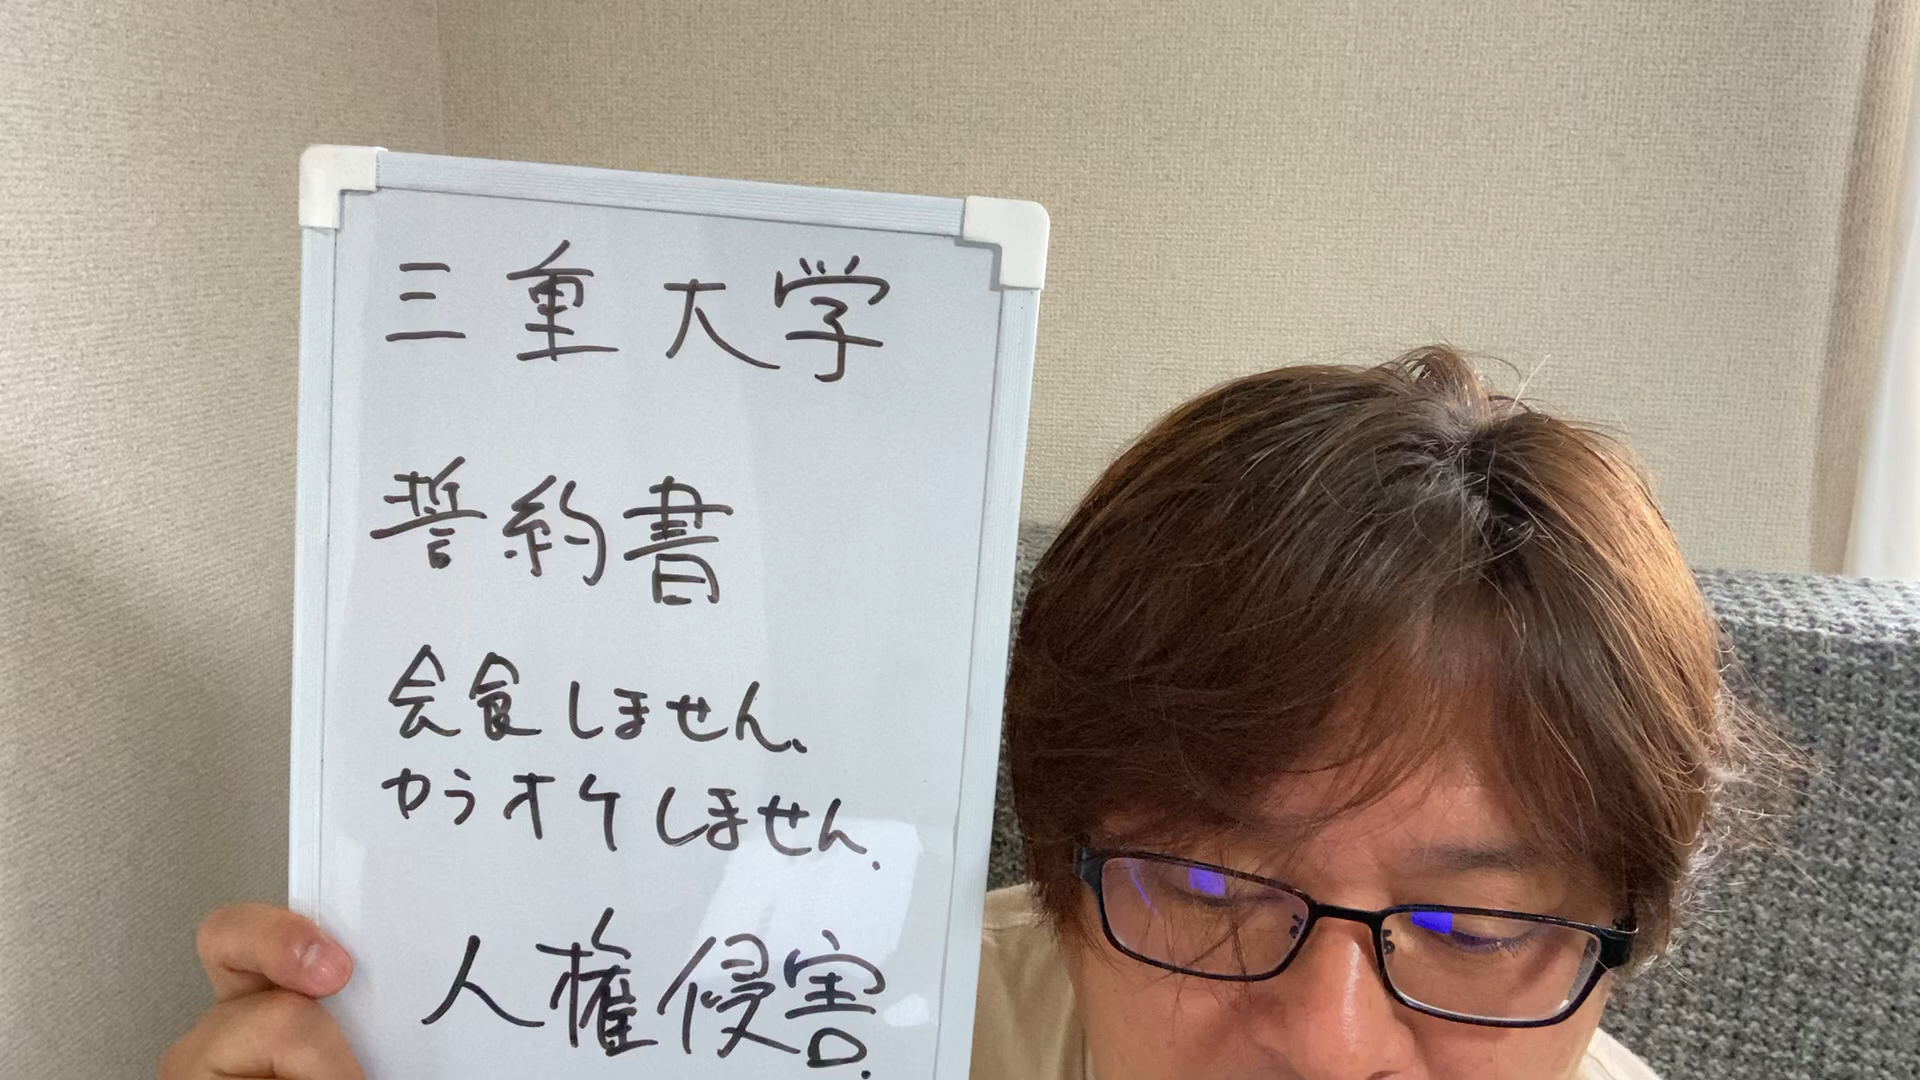 三重大学
誓約書
会食しません、
カラオケしません.
人権侵害.